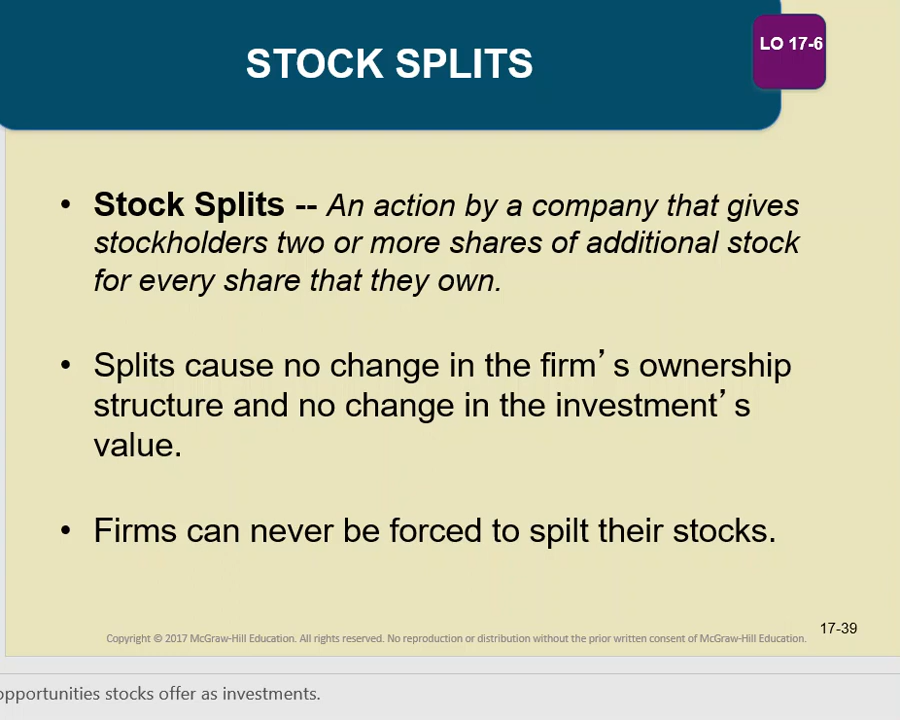 STOCK SPLITS
LO 17-6
• Stock Splits -- An action by a company that gives
stockholders two or more shares of additional stock
for every share that they own.
• Splits cause no change in the firm’s ownership
structure and no change in the investment’s
value.
• Firms can never be forced to spilt their stocks.
17-39
Copyright © 2017 McGraw-Hill Education. All rights reserved. No reproduction or distribution without the prior written consent of McGraw-Hill Education.
opportunities stocks offer as investments.